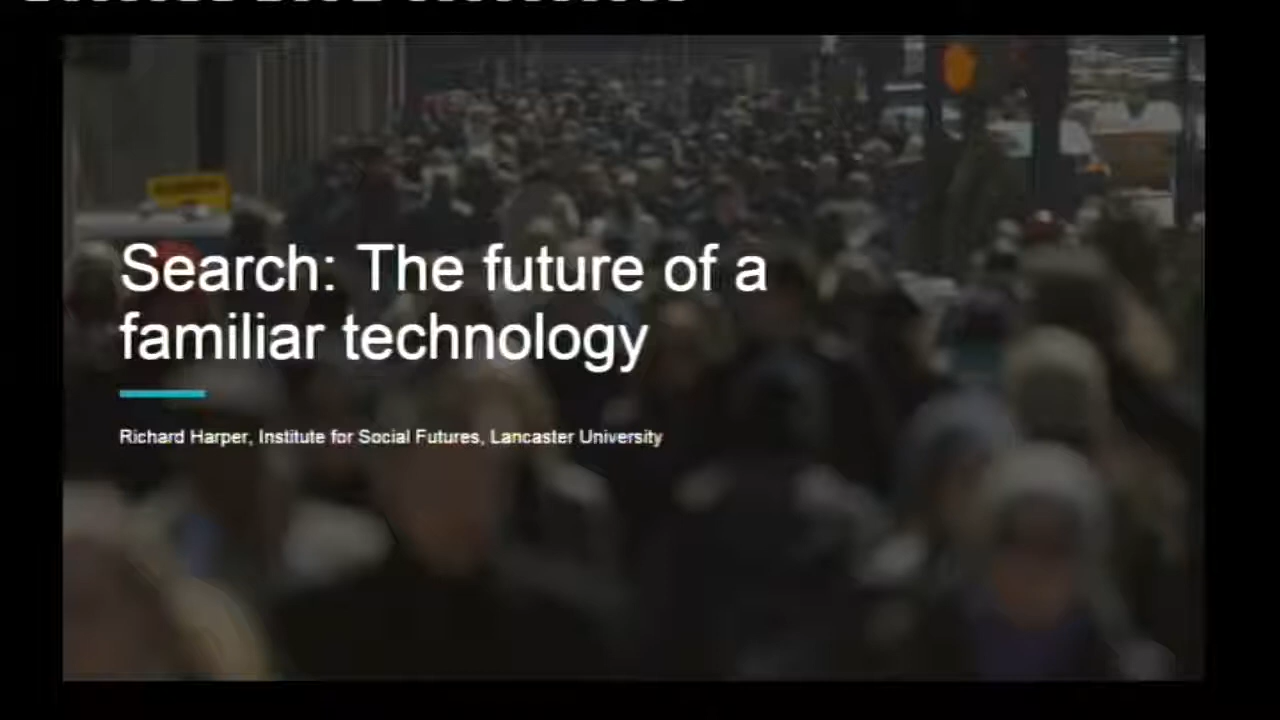 Search: The future of a
familiar technology
Richard Harper, Institute for Social Futures, Lancaster University